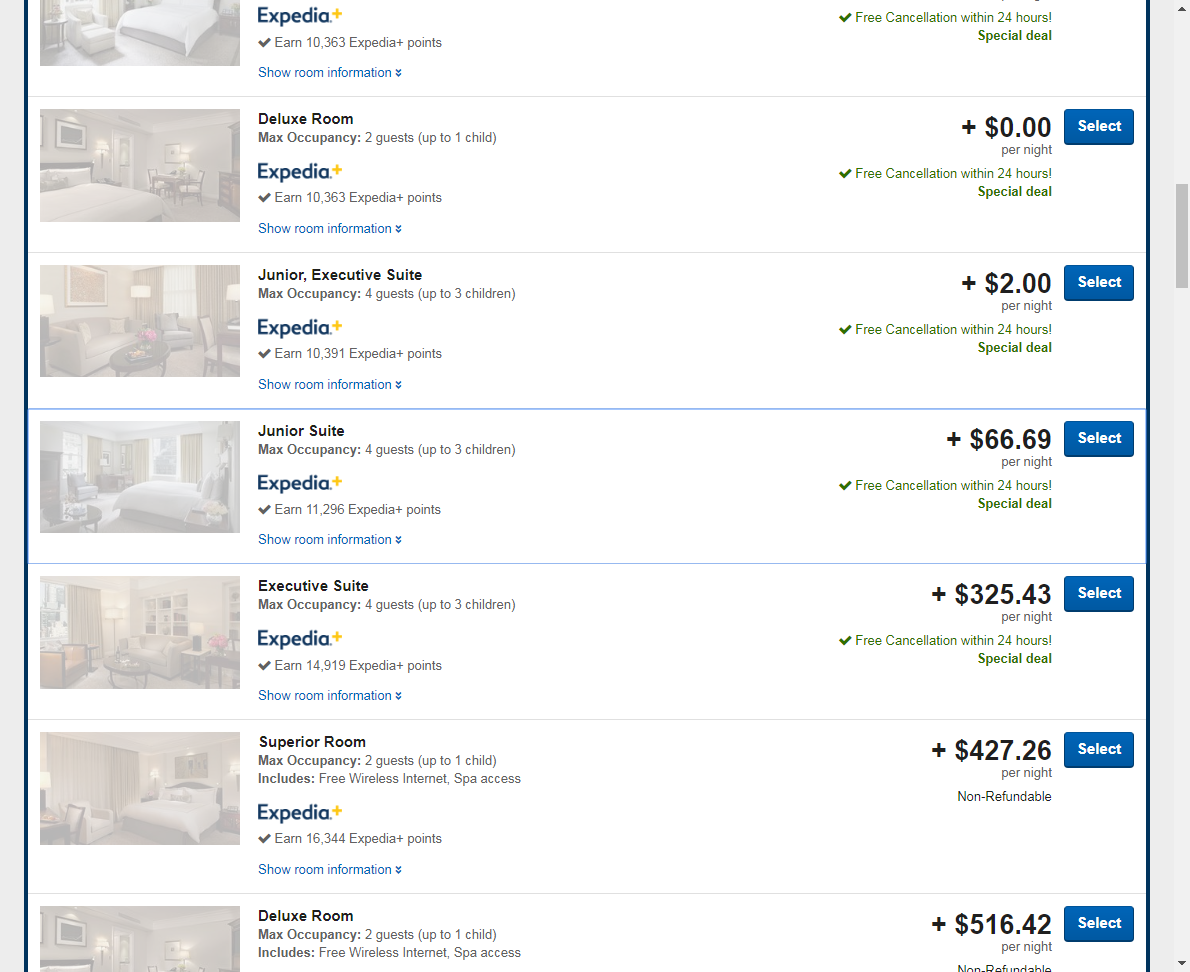 Expedia+
Earn 10,363 Expedia+ points
Show room information
Free Cancellation within 24 hours!
Special deal
Deluxe Room
Max Occupancy: 2 guests (up to 1 child)
Expedia+
Earn 10,363 Expedia+ points
Show room information
+ $0.00
per night
Free Cancellation within 24 hours!
Special deal
Select
Junior, Executive Suite
Max Occupancy: 4 guests (up to 3 children)
Expedia+
Earn 10,391 Expedia+ points
Show room information
+ $2.00
per night
Free Cancellation within 24 hours!
Special deal
Select
Junior Suite
Max Occupancy: 4 guests (up to 3 children)
Expedia+
Earn 11,296 Expedia+ points
Show room information
+ $66.69
per night
Free Cancellation within 24 hours!
Special deal
Select
Executive Suite
Max Occupancy: 4 guests (up to 3 children)
Expedia+
Earn 14,919 Expedia+ points
Show room information
+ $325.43
per night
Free Cancellation within 24 hours!
Special deal
Select
Superior Room
Max Occupancy: 2 guests (up to 1 child)
Includes: Free Wireless Internet, Spa access
Expedia+
Earn 16,344 Expedia+ points
Show room information
+ $427.26
per night
Non-Refundable
Select
Deluxe Room
Max Occupancy: 2 guests (up to 1 child)
Includes: Free Wireless Internet, Spa access
+ $516.42
per night
Non-Refundable
Select